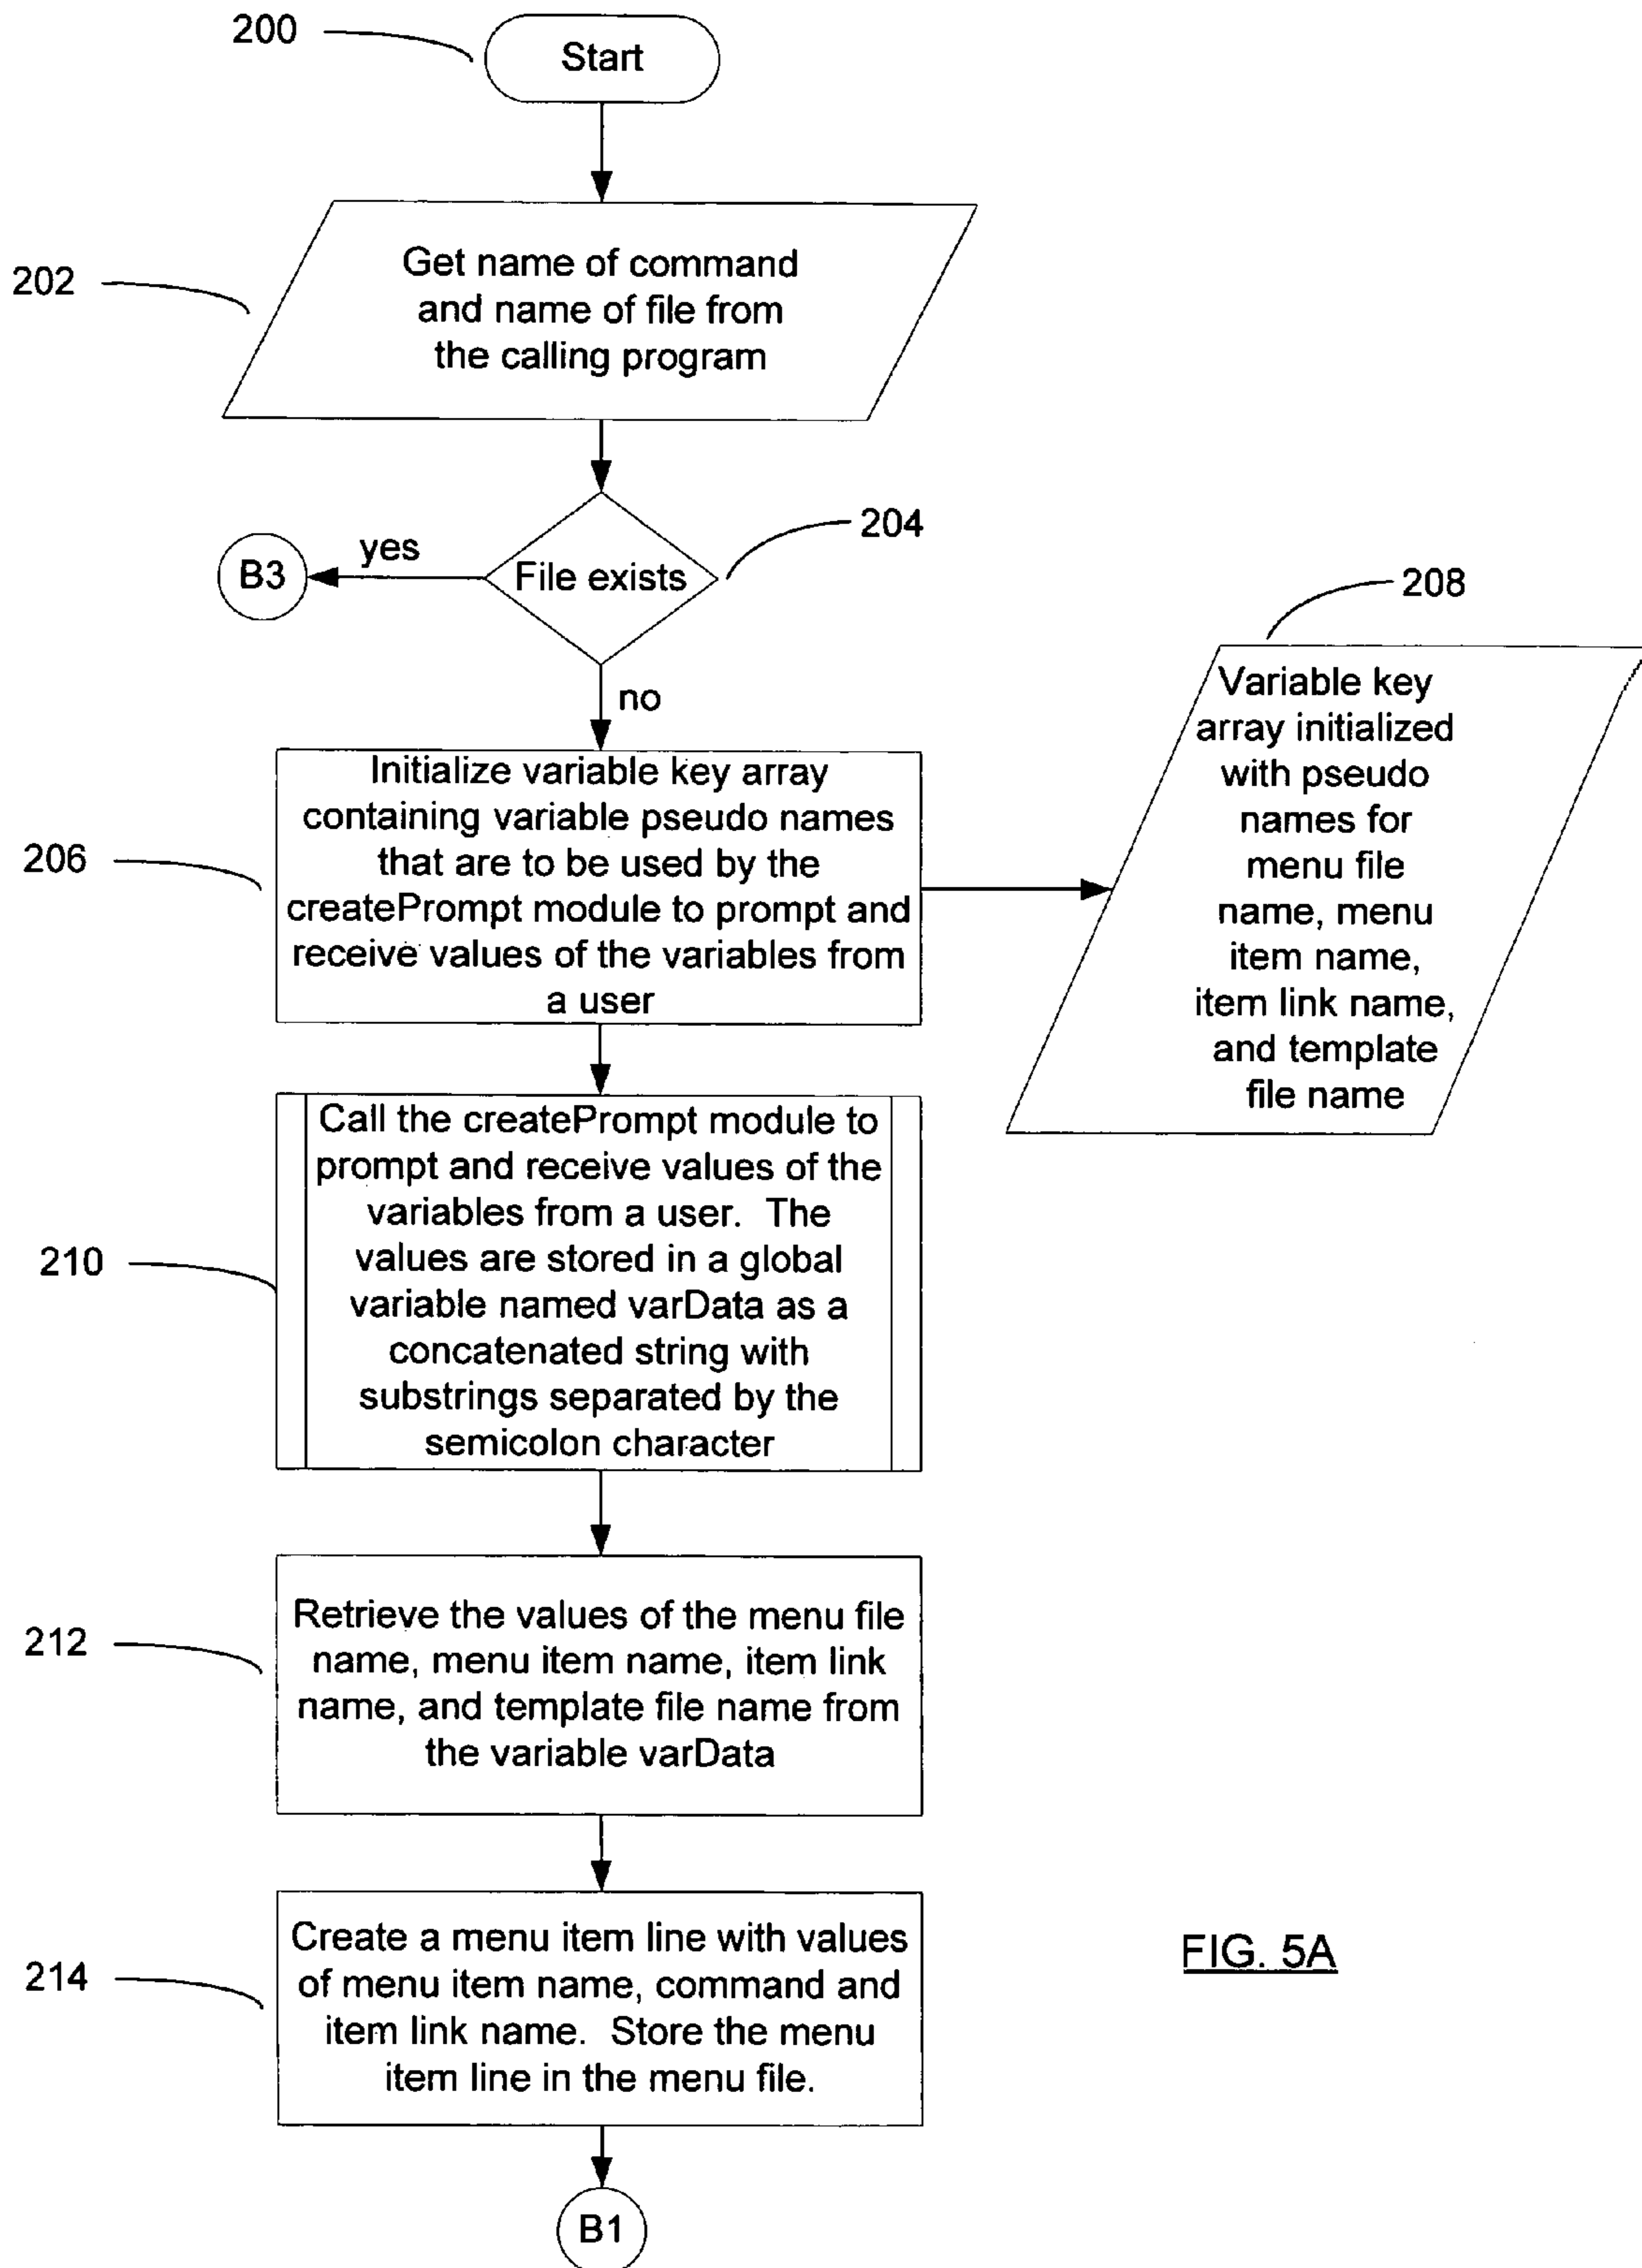 200
Start
202
Get name of command
and name of file from
the calling program
204
yes
B3
File exists
no
208
Variable key
array initialized
with pseudo
names for
menu file
name, menu
item name,
item link name,
and template
file name
206
Initialize variable key array
containing variable pseudo names
that are to be used by the
createPrompt module to prompt and
receive values of the variables from
a user
210
Call the createPrompt module to
prompt and receive values of the
variables from a user. The
values are stored in a global
variable named varData as a
concatenated string with
substrings separated by the
semicolon character
212
Retrieve the values of the menu file
name, menu item name, item link
name, and template file name from
the variable varData
214
Create a menu item line with values
of menu item name, command and
item link name. Store the menu
item line in the menu file.
FIG. 5A
B1